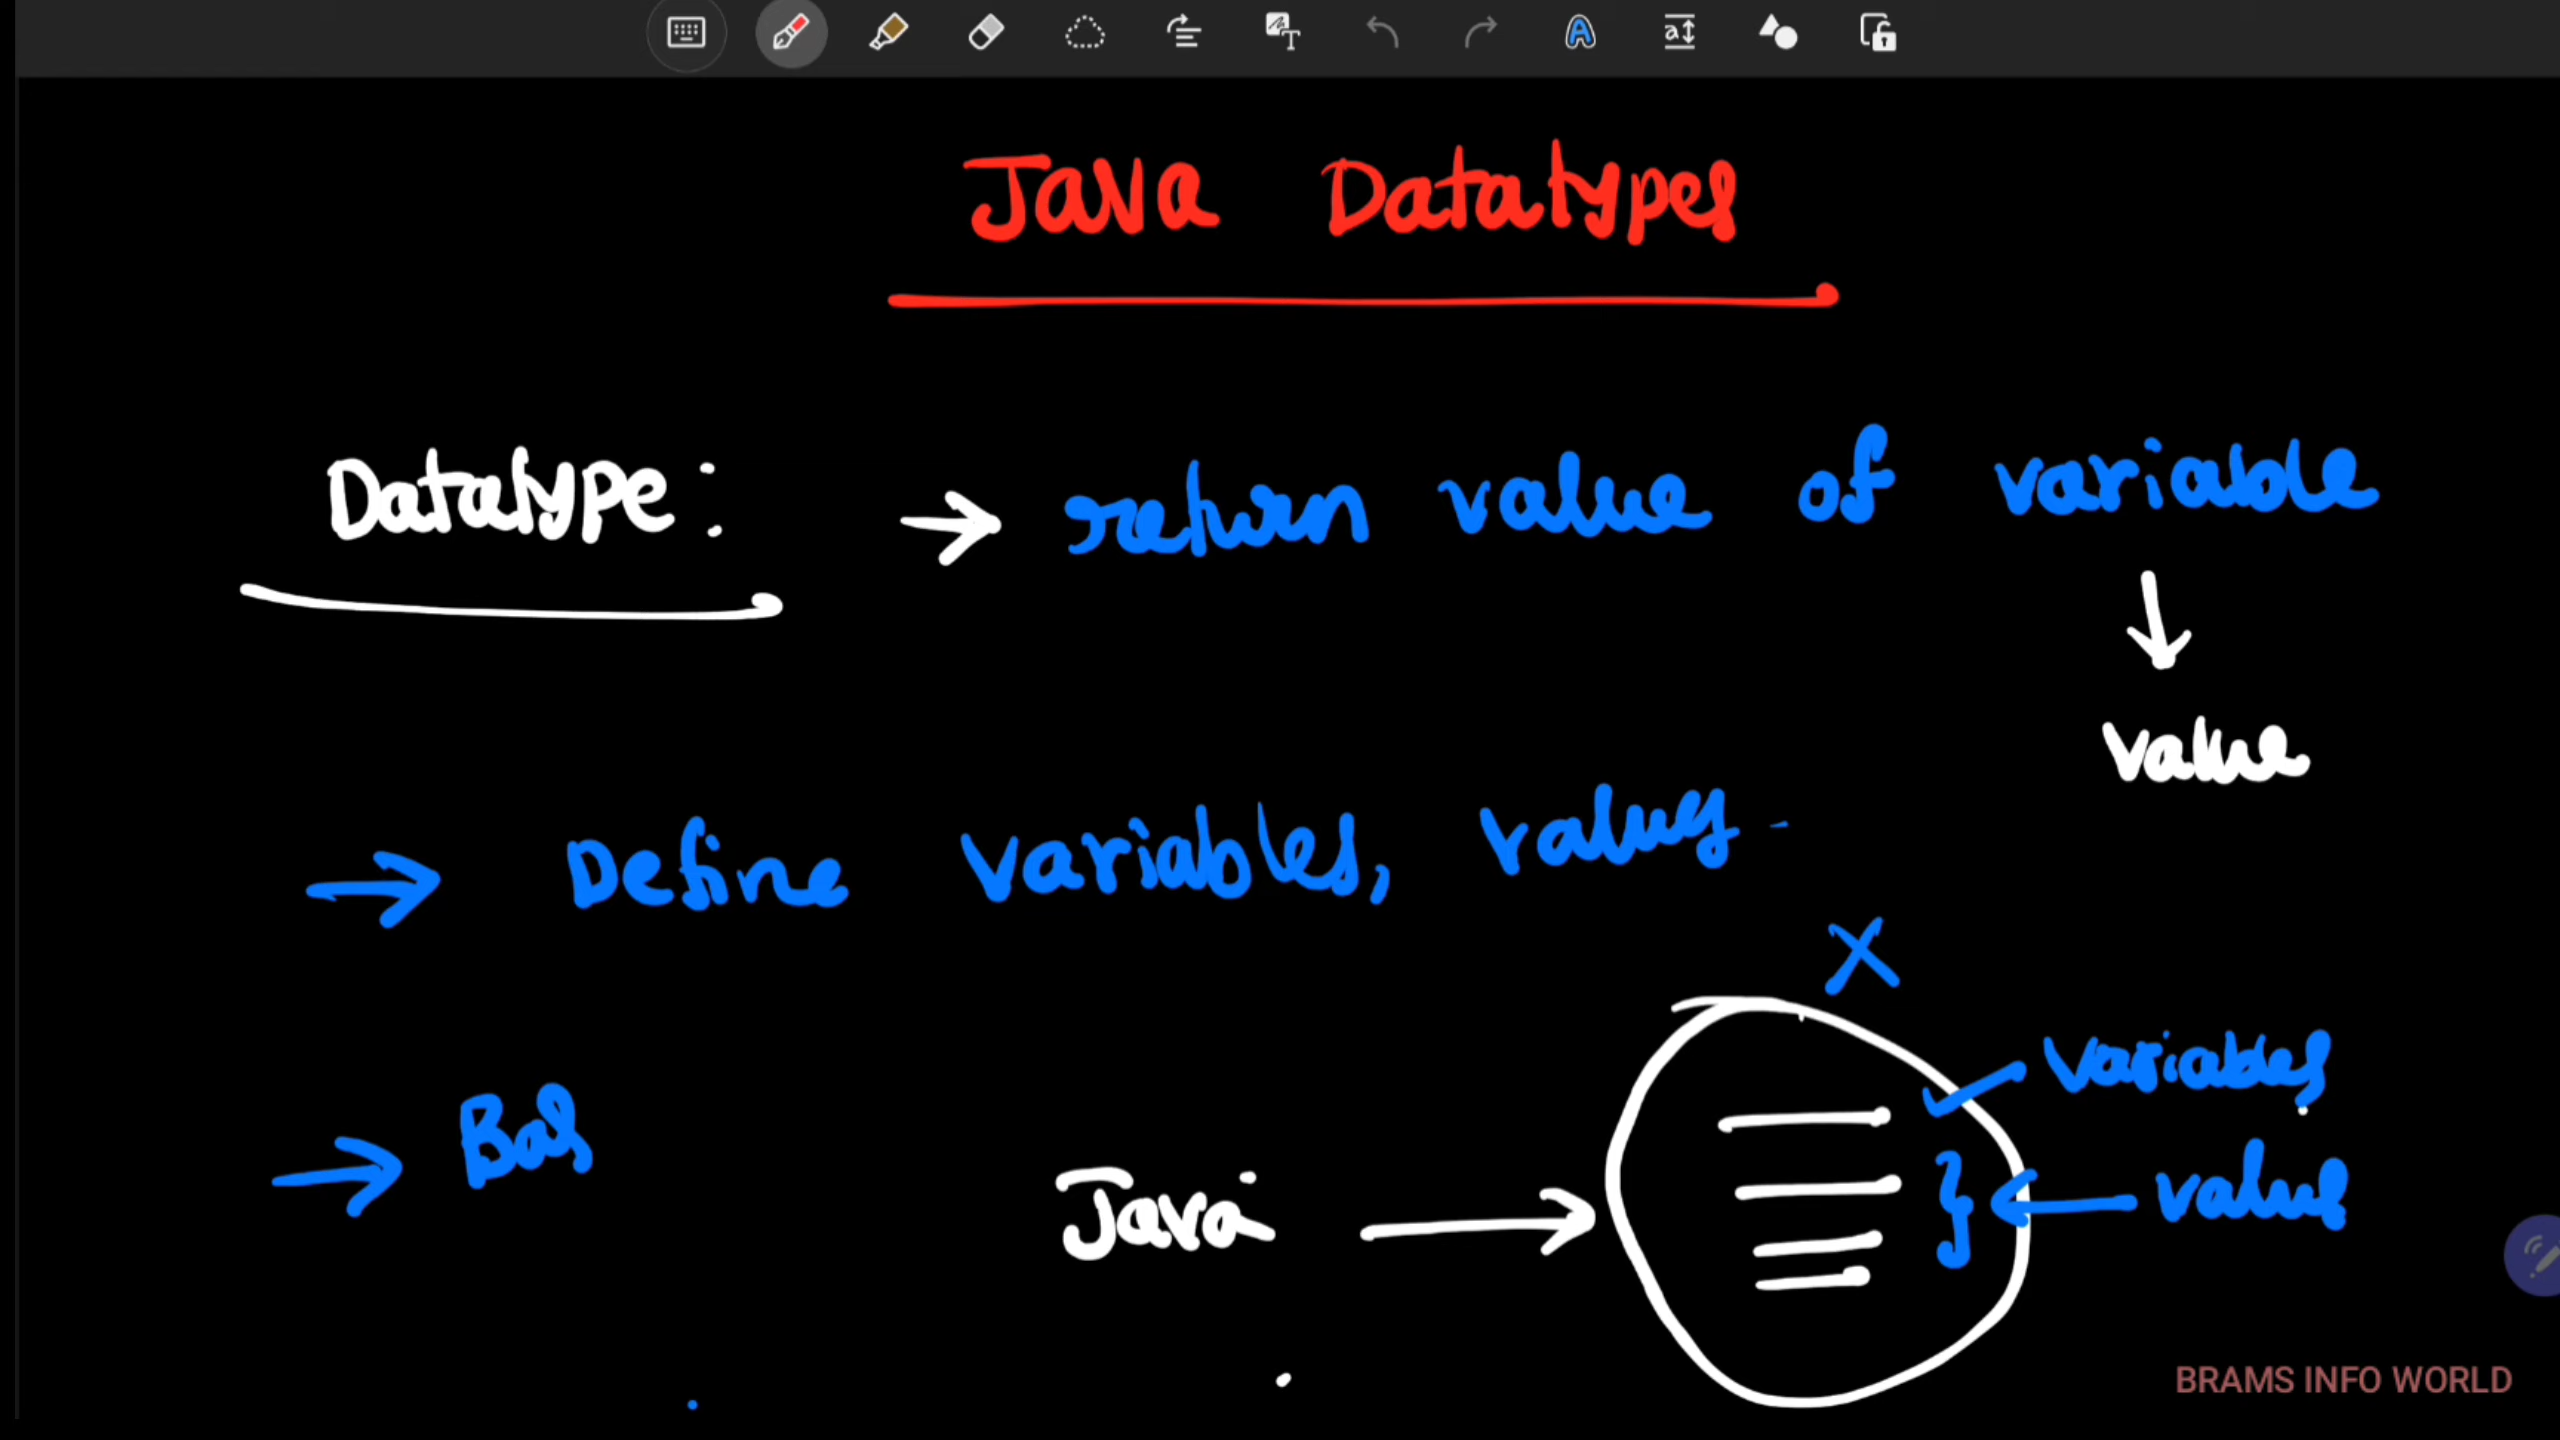 Java Datatypes
Datatype: → return value of variable
↓
value
→ Define variables, values
X
→ Bas
Java → variables
} ← value
BRAMS INFO WORLD